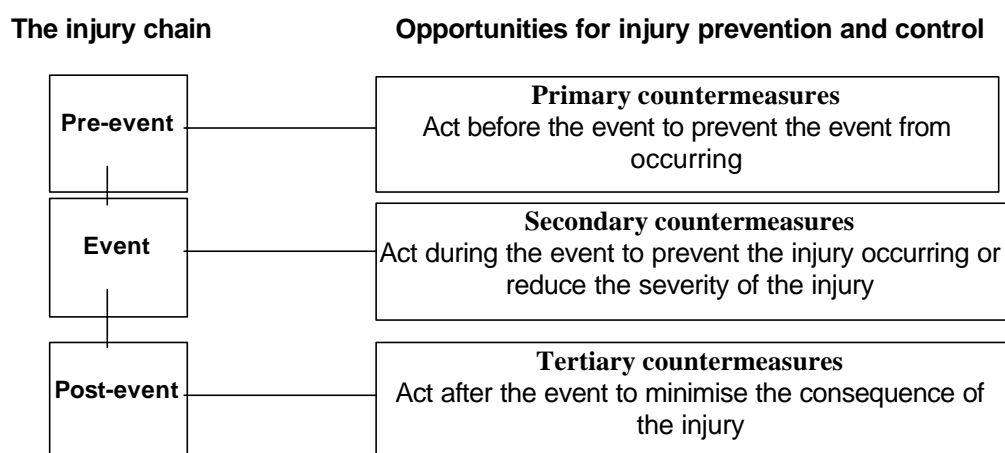 The injury chain
Opportunities for injury prevention and control
Pre-event
Primary countermeasures
Act before the event to prevent the event from
occurring
Event
Secondary countermeasures
Act during the event to prevent the injury occurring or
reduce the severity of the injury
Post-event
Tertiary countermeasures
Act after the event to minimise the consequence of
the injury